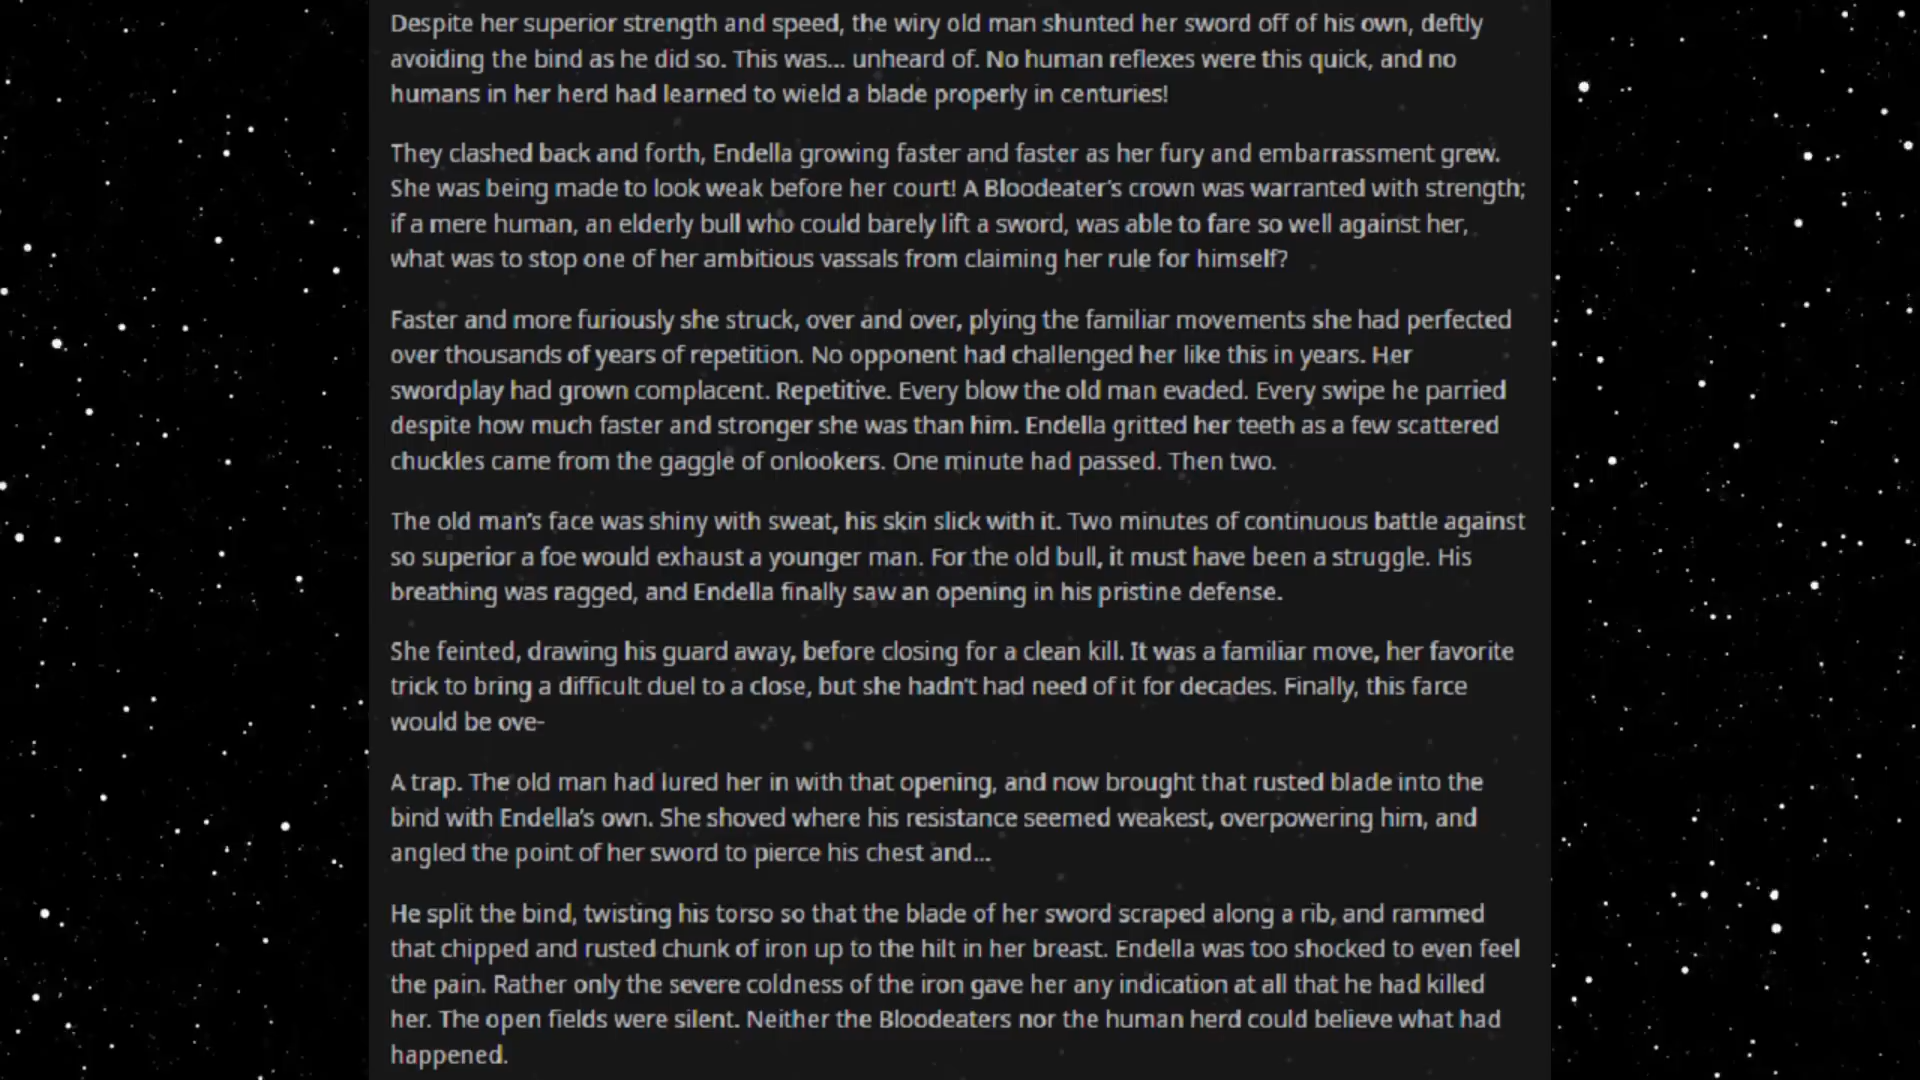 Despite her superior strength and speed, the wiry old man shunted her sword off of his own, deftly
avoiding the bind as he did so. This was... unheard of. No human reflexes were this quick, and no
humans in her herd had learned to wield a blade properly in centuries!
They clashed back and forth, Endella growing faster and faster as her fury and embarrassment grew.
She was being made to look weak before her court! A Bloodeater's crown was warranted with strength;
if a mere human, an elderly bull who could barely lift a sword, was able to fare so well against her,
what was to stop one of her ambitious vassals from claiming her rule for himself?
Faster and more furiously she struck, over and over, plying the familiar movements she had perfected
over thousands of years of repetition. No opponent had challenged her like this in years. Her
swordplay had grown complacent. Repetitive. Every blow the old man evaded. Every swipe he parried
despite how much faster and stronger she was than him. Endella gritted her teeth as a few scattered
chuckles came from the gaggle of onlookers. One minute had passed. Then two.
The old man's face was shiny with sweat, his skin slick with it. Two minutes of continuous battle against
so superior a foe would exhaust a younger man. For the old bull, it must have been a struggle. His
breathing was ragged, and Endella finally saw an opening in his pristine defense.
She feinted, drawing his guard away, before closing for a clean kill. It was a familiar move, her favorite
trick to bring a difficult duel to a close, but she hadn't had need of it for decades. Finally, this farce
would be ove-
A trap. The old man had lured her in with that opening, and now brought that rusted blade into the
bind with Endella's own. She shoved where his resistance seemed weakest, overpowering him, and
angled the point of her sword to pierce his chest and...
He split the bind, twisting his torso so that the blade of her sword scraped along a rib, and rammed
that chipped and rusted chunk of iron up to the hilt in her breast. Endella was too shocked to even feel
the pain. Rather only the severe coldness of the iron gave her any indication at all that he had killed
her. The open fields were silent. Neither the Bloodeaters nor the human herd could believe what had
happened.